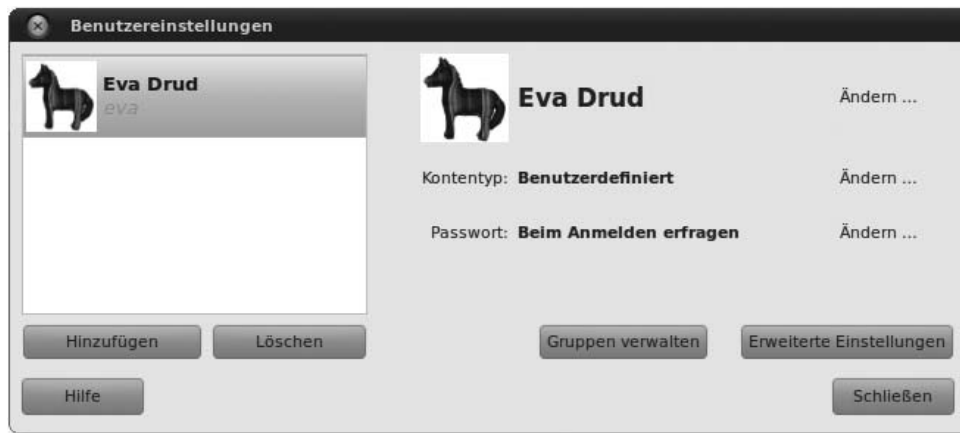 Benutzereinstellungen
Eva Drud
eva
Eva Drud Ändern ...
Kontentyp: Benutzerdefiniert Ändern ...
Passwort: Beim Anmelden erfragen Ändern ...
Hinzufügen Löschen Gruppen verwalten Erweiterte Einstellungen
Hilfe Schließen